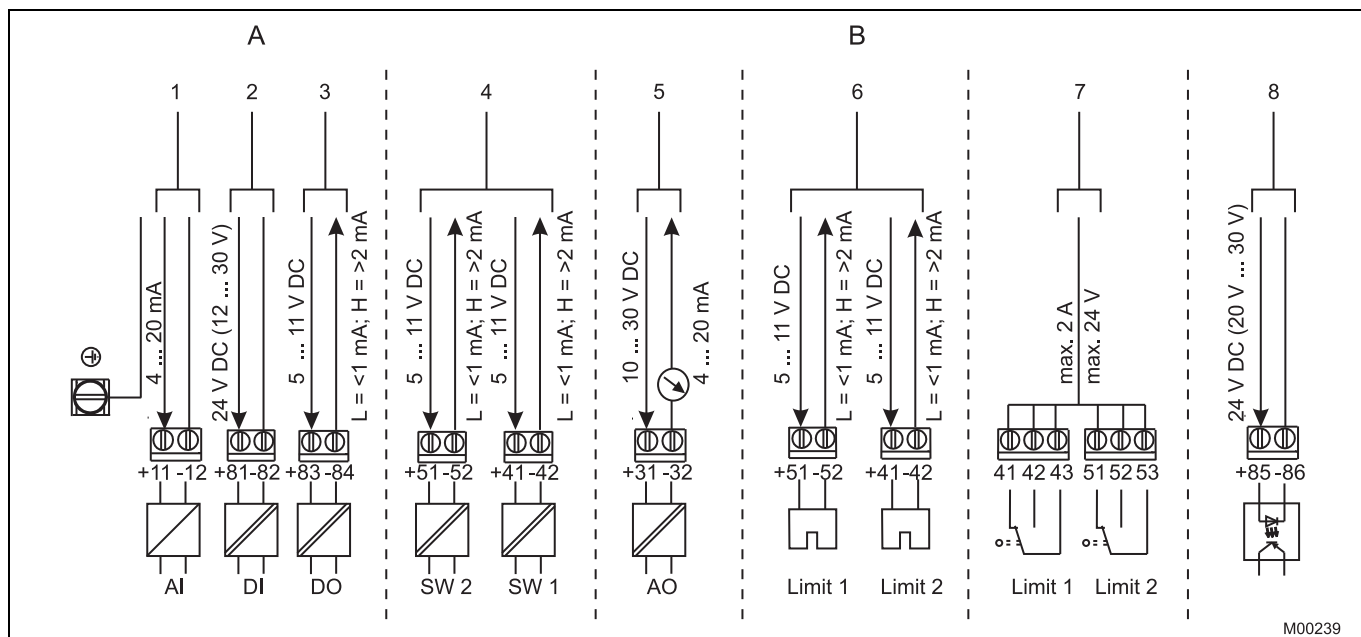 A B
1 2 3 4 5 6 7 8
4 ... 20 mA
24 V DC (12 ... 30 V)
5 ... 11 V DC
L = <1 mA; H = >2 mA
5 ... 11 V DC
L = <1 mA; H = >2 mA
5 ... 11 V DC
L = <1 mA; H = >2 mA
10 ... 30 V DC
4 ... 20 mA
5 ... 11 V DC
L = <1 mA; H = >2 mA
5 ... 11 V DC
L = <1 mA; H = >2 mA
max. 2 A
max. 24 V
24 V DC (20 V ... 30 V)
+11 -12 +81-82 +83 -84 +51-52 +41-42 +31-32 +51-52 +41-42 41 42 43 51 52 53 +85 -86
AI DI DO SW 2 SW 1 AO Limit 1 Limit 2 Limit 1 Limit 2
M00239